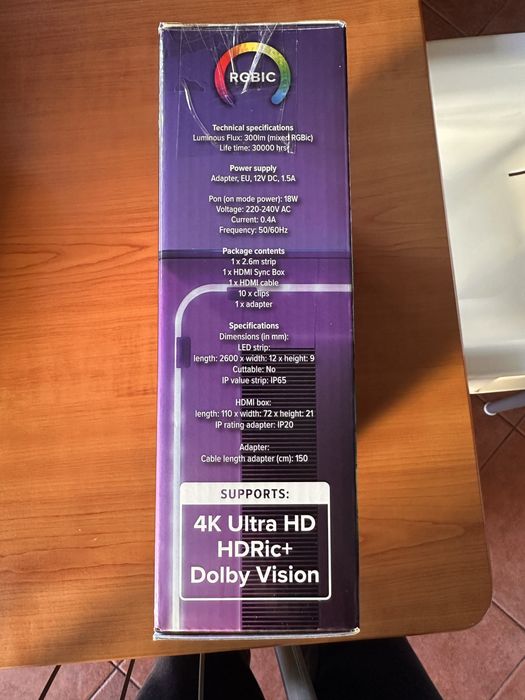 RGBIC
Technical specifications
Luminous Flux: 300lm (mixed RGBic)
Life time: 30000 hrs
Power supply
Adapter, EU, 12V DC, 1.5A
Pon (on mode power): 18W
Voltage: 220-240V AC
Current: 0.4A
Frequency: 50/60Hz
Package contents
1 x 2.6m strip
1 x HDMI Sync Box
1 x HDMI cable
10 x clips
1 x adapter
Specifications
Dimensions (in mm):
LED strip:
length: 2600 x width: 12 x height: 9
Cuttable: No
IP value strip: IP65
HDMI box:
length: 110 x width: 72 x height: 21
IP rating adapter: IP20
Adapter:
Cable length adapter (cm): 150
SUPPORTS:
4K Ultra HD
HDRic+
Dolby Vision